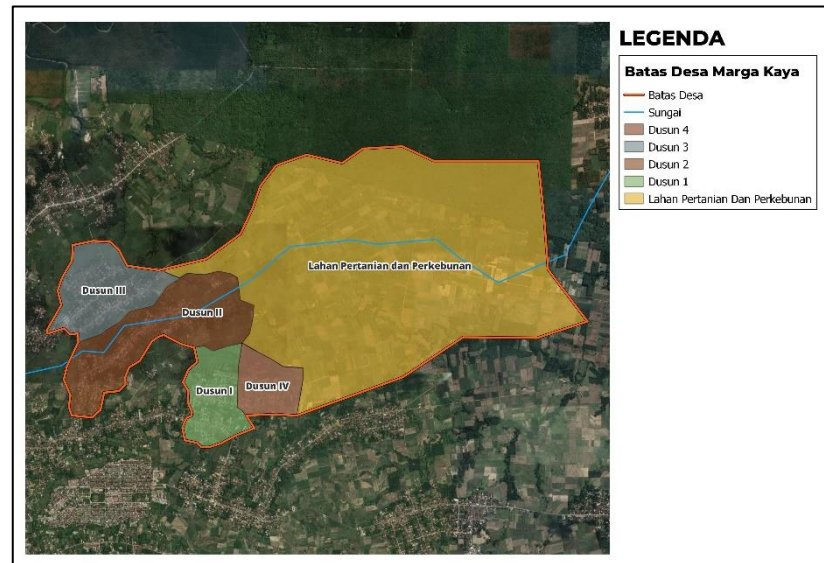 LEGENDA
Batas Desa Marga Kaya
Batas Desa
Sungai
Dusun 4
Dusun 3
Dusun 2
Dusun 1
Lahan Pertanian Dan Perkebunan
Lahan Pertanian dan Perkebunan
Dusun III
Dusun II
Dusun I
Dusun IV